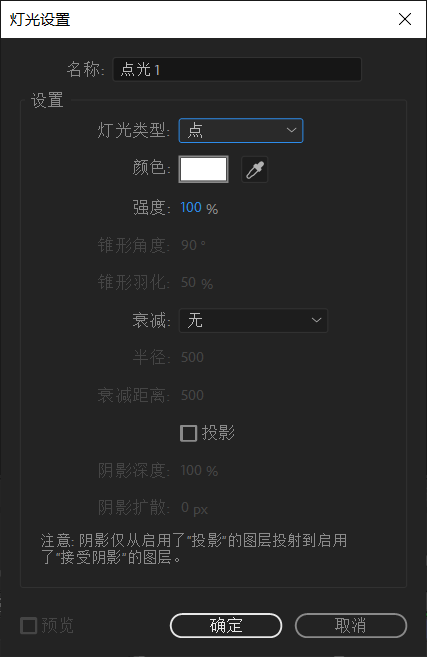 灯光设置
名称: 点光 1
设置
灯光类型: 点
颜色:
强度: 100 %
锥形角度: 90 °
锥形羽化: 50 %
衰减: 无
半径: 500
衰减距离: 500
投影
阴影深度: 100 %
阴影扩散: 0 px
注意: 阴影仅从启用了"投影"的图层投射到启用
了"接受阴影"的图层。
预览 确定 取消